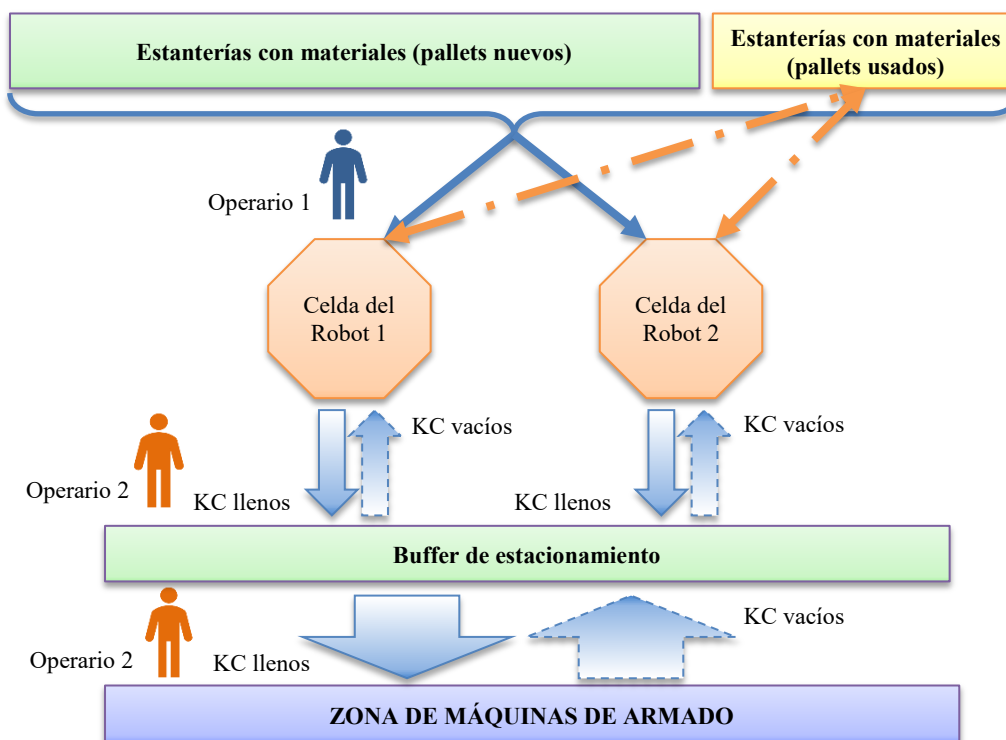 Estanterías con materiales (pallets nuevos)
Estanterías con materiales
(pallets usados)
Operario 1
Celda del
Robot 1
Celda del
Robot 2
KC vacíos
KC vacíos
Operario 2
KC llenos
KC llenos
Buffer de estacionamiento
KC vacíos
Operario 2
KC llenos
ZONA DE MÁQUINAS DE ARMADO